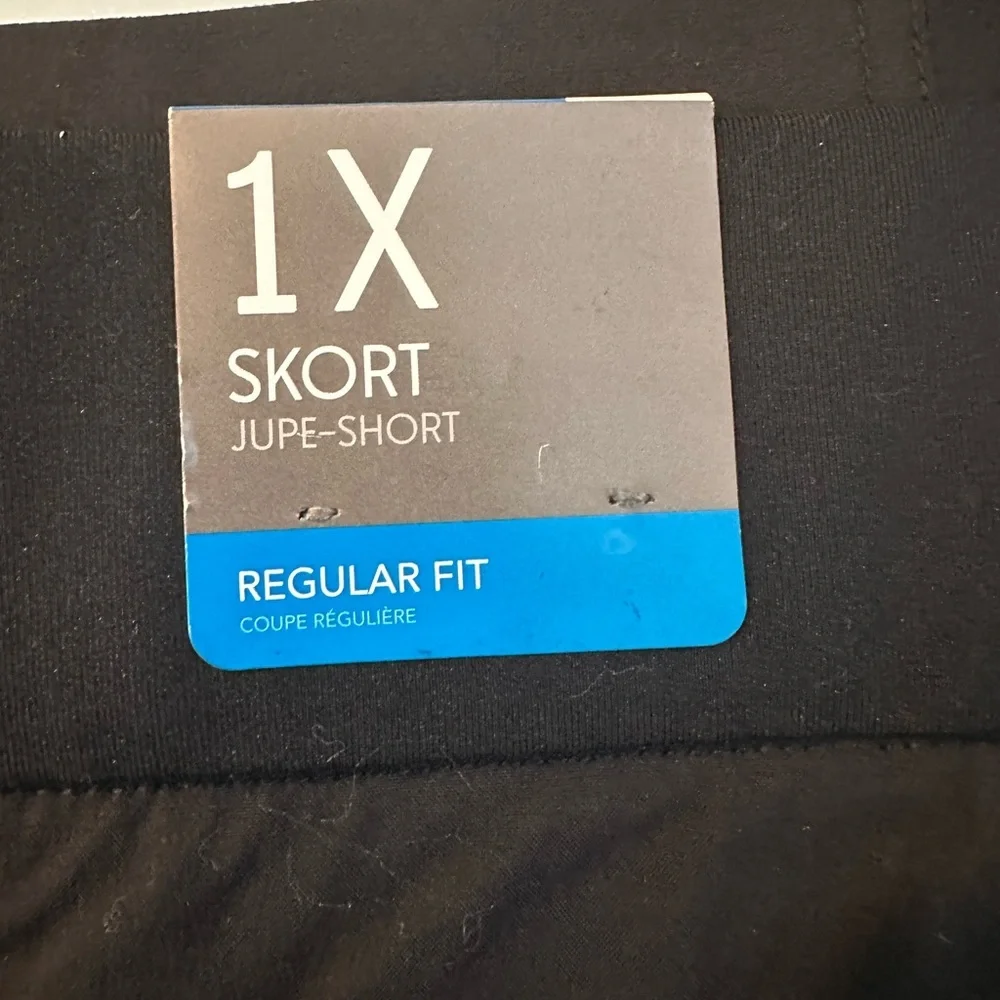 1X
SKORT
JUPE-SHORT
REGULAR FIT
COUPE RÉGULIÈRE